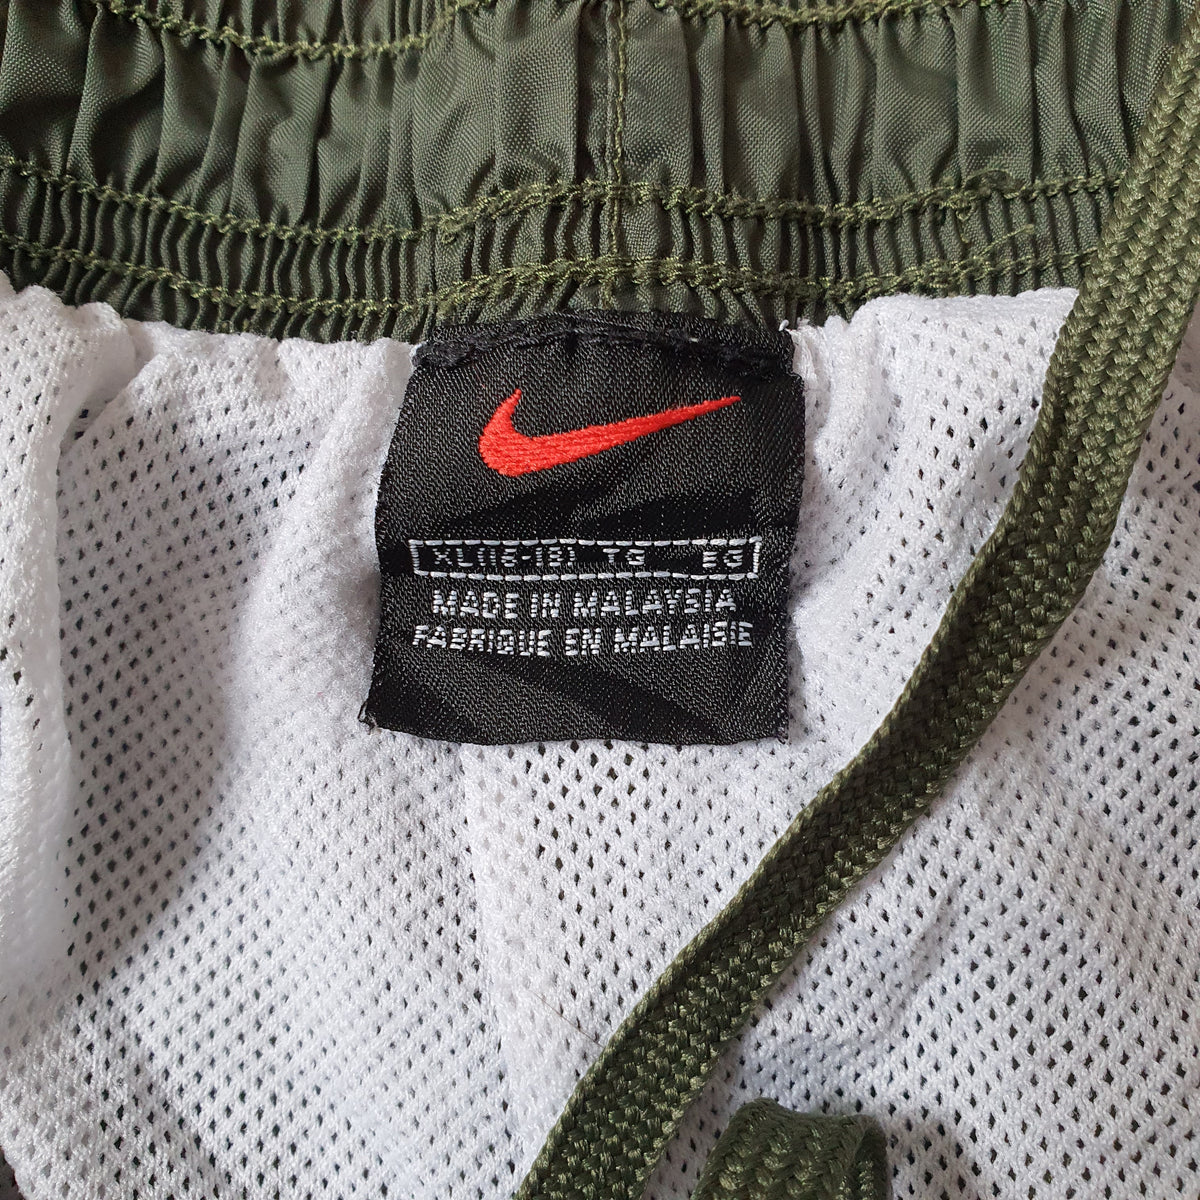 XL(16-18) TG EG
MADE IN MALAYSIA
FABRIQUE EN MALAISIE